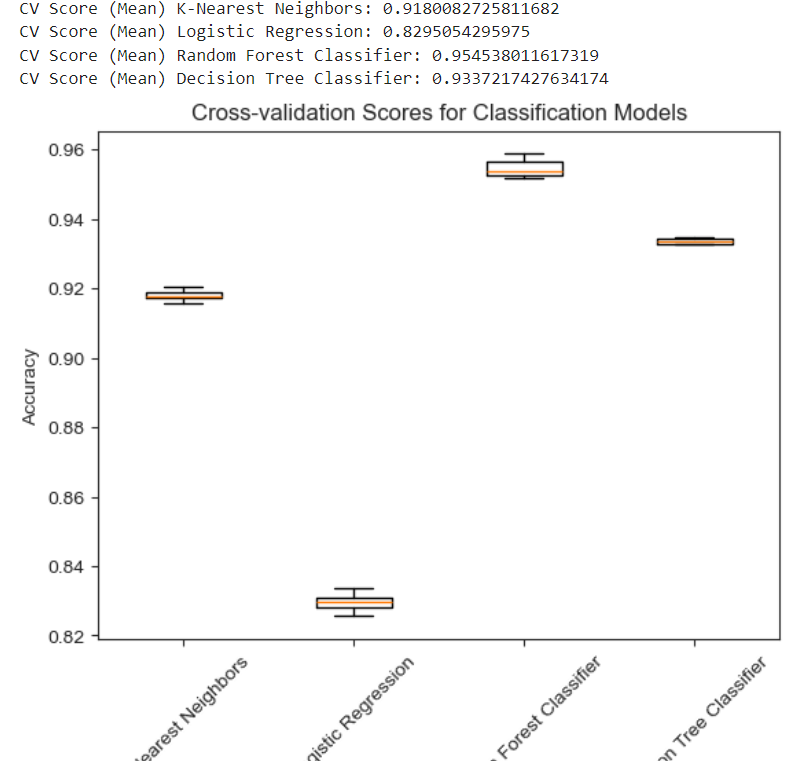 CV Score (Mean) K-Nearest Neighbors: 0.9180082725811682
CV Score (Mean) Logistic Regression: 0.8295054295975
CV Score (Mean) Random Forest Classifier: 0.954538011617319
CV Score (Mean) Decision Tree Classifier: 0.9337217427634174
Cross-validation Scores for Classification Models
Accuracy
0.96
0.94
0.92
0.90
0.88
0.86
0.84
0.82
earest Neighbors
gistic Regression
Forest Classifier
on Tree Classifier